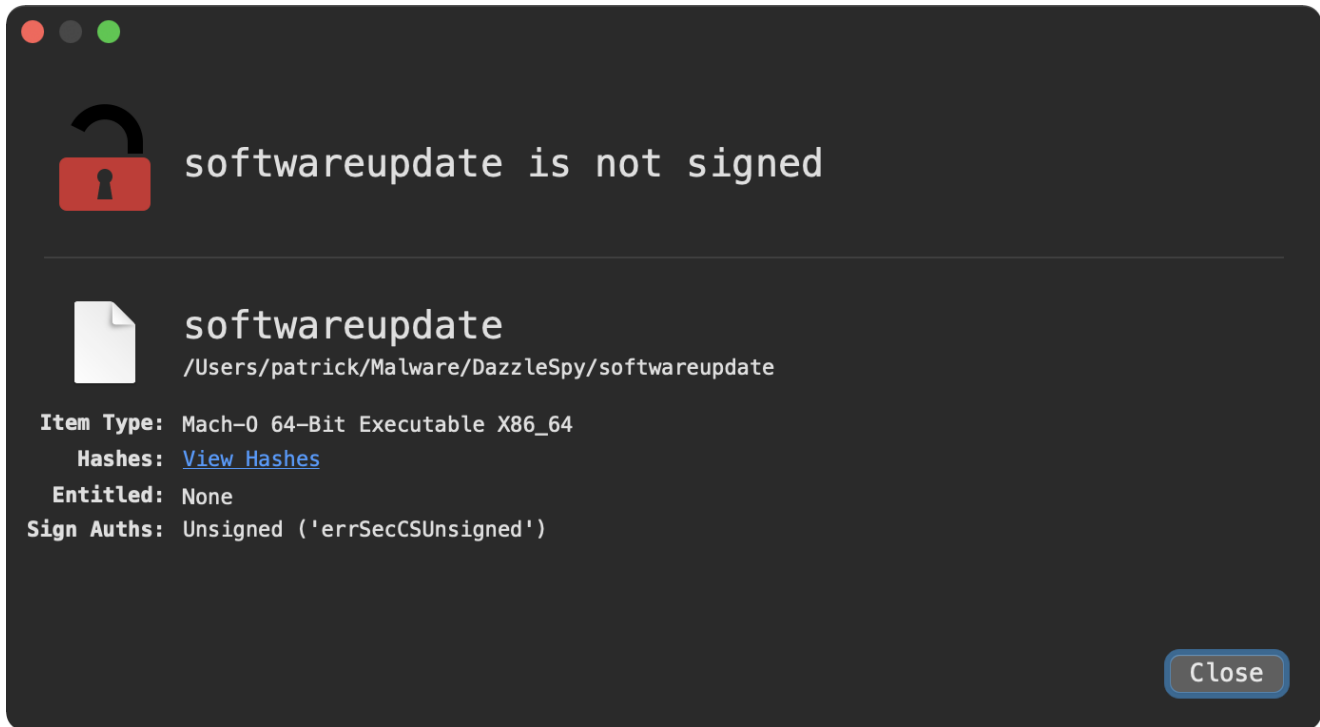 softwareupdate is not signed
softwareupdate
/Users/patrick/Malware/DazzleSpy/softwareupdate
Item Type: Mach-O 64-Bit Executable X86_64
Hashes: View Hashes
Entitled: None
Sign Auths: Unsigned ('errSecCSUnsigned')
Close